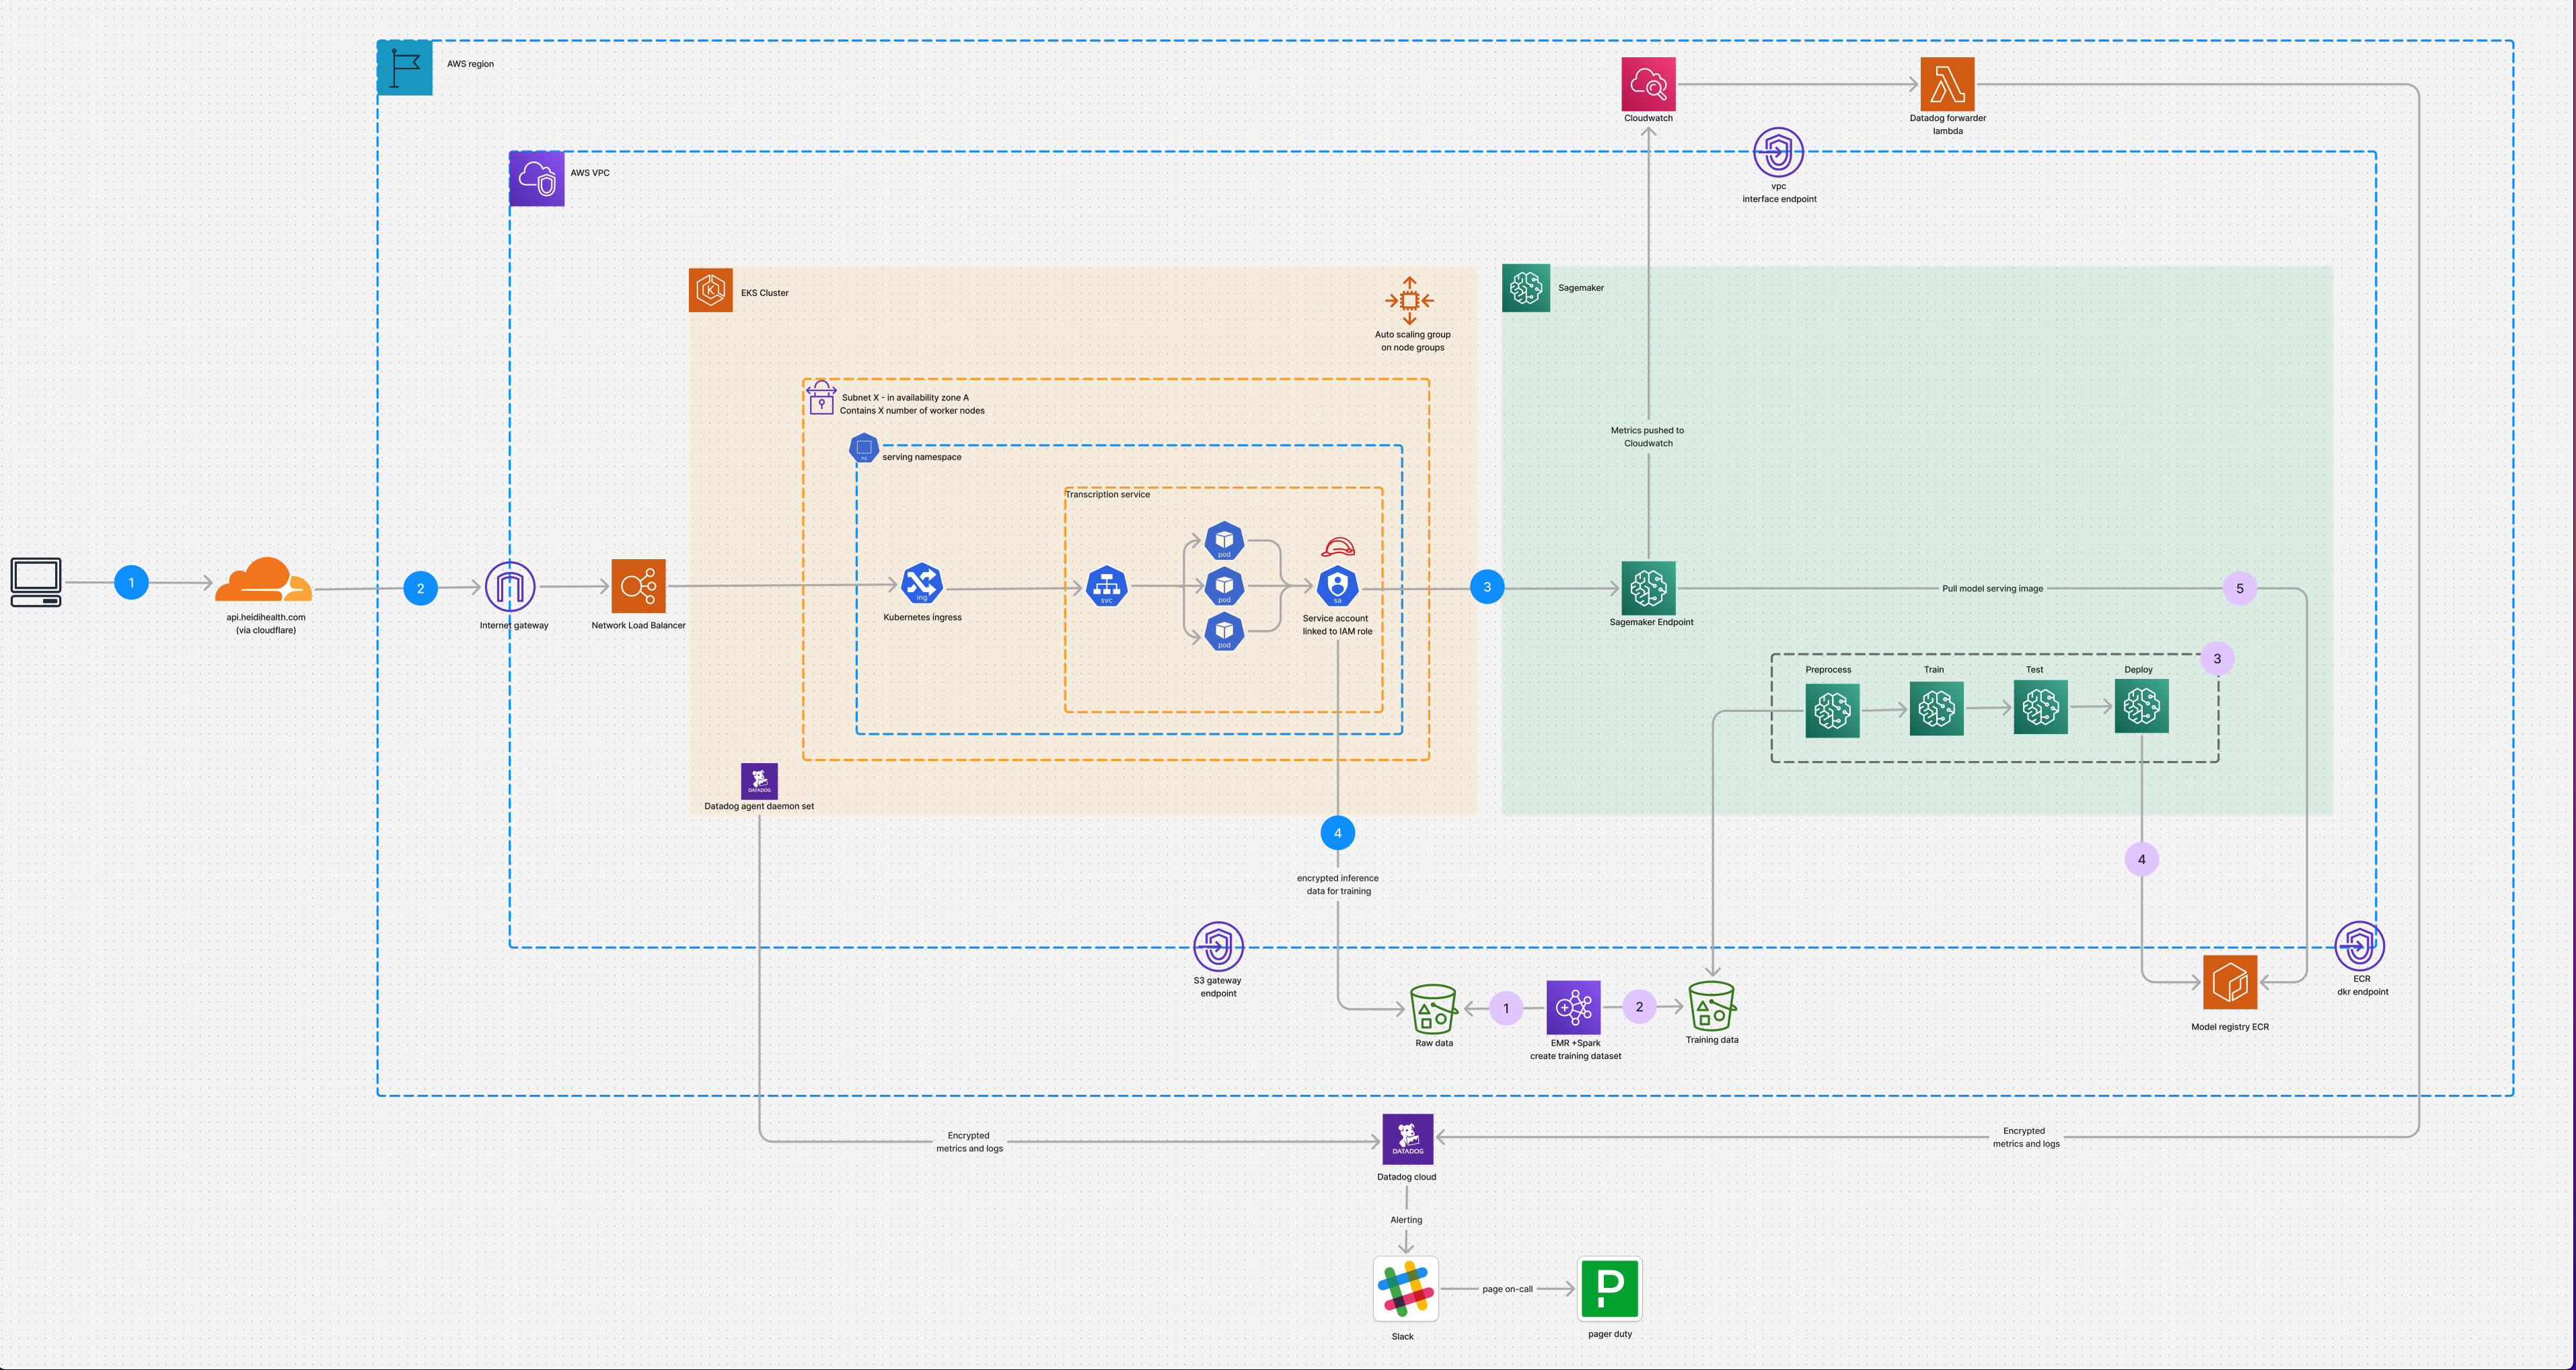 AWS region
Cloudwatch
Datadog forwarder
lambda
AWS VPC
vpc
interface endpoint
EKS Cluster
Auto scaling group
on node groups
Sagemaker
Subnet X - in availability zone A
Contains X number of worker nodes
Metrics pushed to
Cloudwatch
ns
serving namespace
Transcription service
pod
1
api.heidihealth.com
(via cloudflare)
2
Internet gateway
Network Load Balancer
ing
Kubernetes ingress
svc
pod
sa
Service account
linked to IAM role
pod
3
Sagemaker Endpoint
Pull model serving image
5
3
Preprocess
Train
Test
Deploy
DATADOG
Datadog agent daemon set
4
encrypted inference
data for training
4
S3 gateway
endpoint
Raw data
1
EMR +Spark
create training dataset
2
Training data
Model registry ECR
ECR
dkr endpoint
Encrypted
metrics and logs
DATADOG
Datadog cloud
Encrypted
metrics and logs
Alerting
Slack
page on-call
P
pager duty